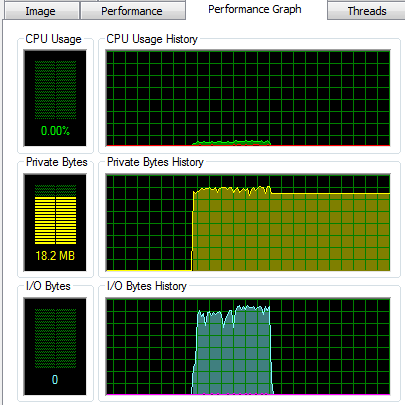 Image Performance Performance Graph Threads
CPU Usage CPU Usage History
0.00%
Private Bytes Private Bytes History
18.2 MB
I/O Bytes I/O Bytes History
0